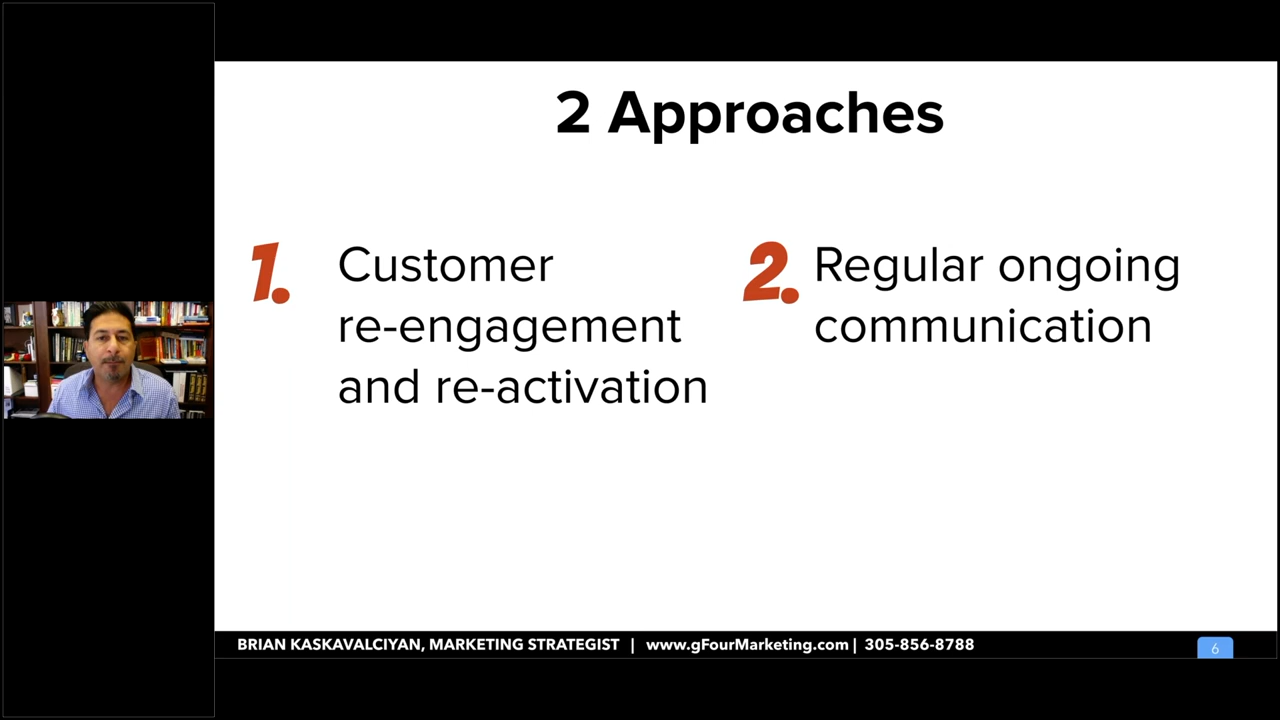 2 Approaches
1.
Customer
re-engagement
and re-activation
2.
Regular ongoing
communication
BRIAN KASKAVALCIYAN, MARKETING STRATEGIST | www.gFourMarketing.com | 305-856-8788
6